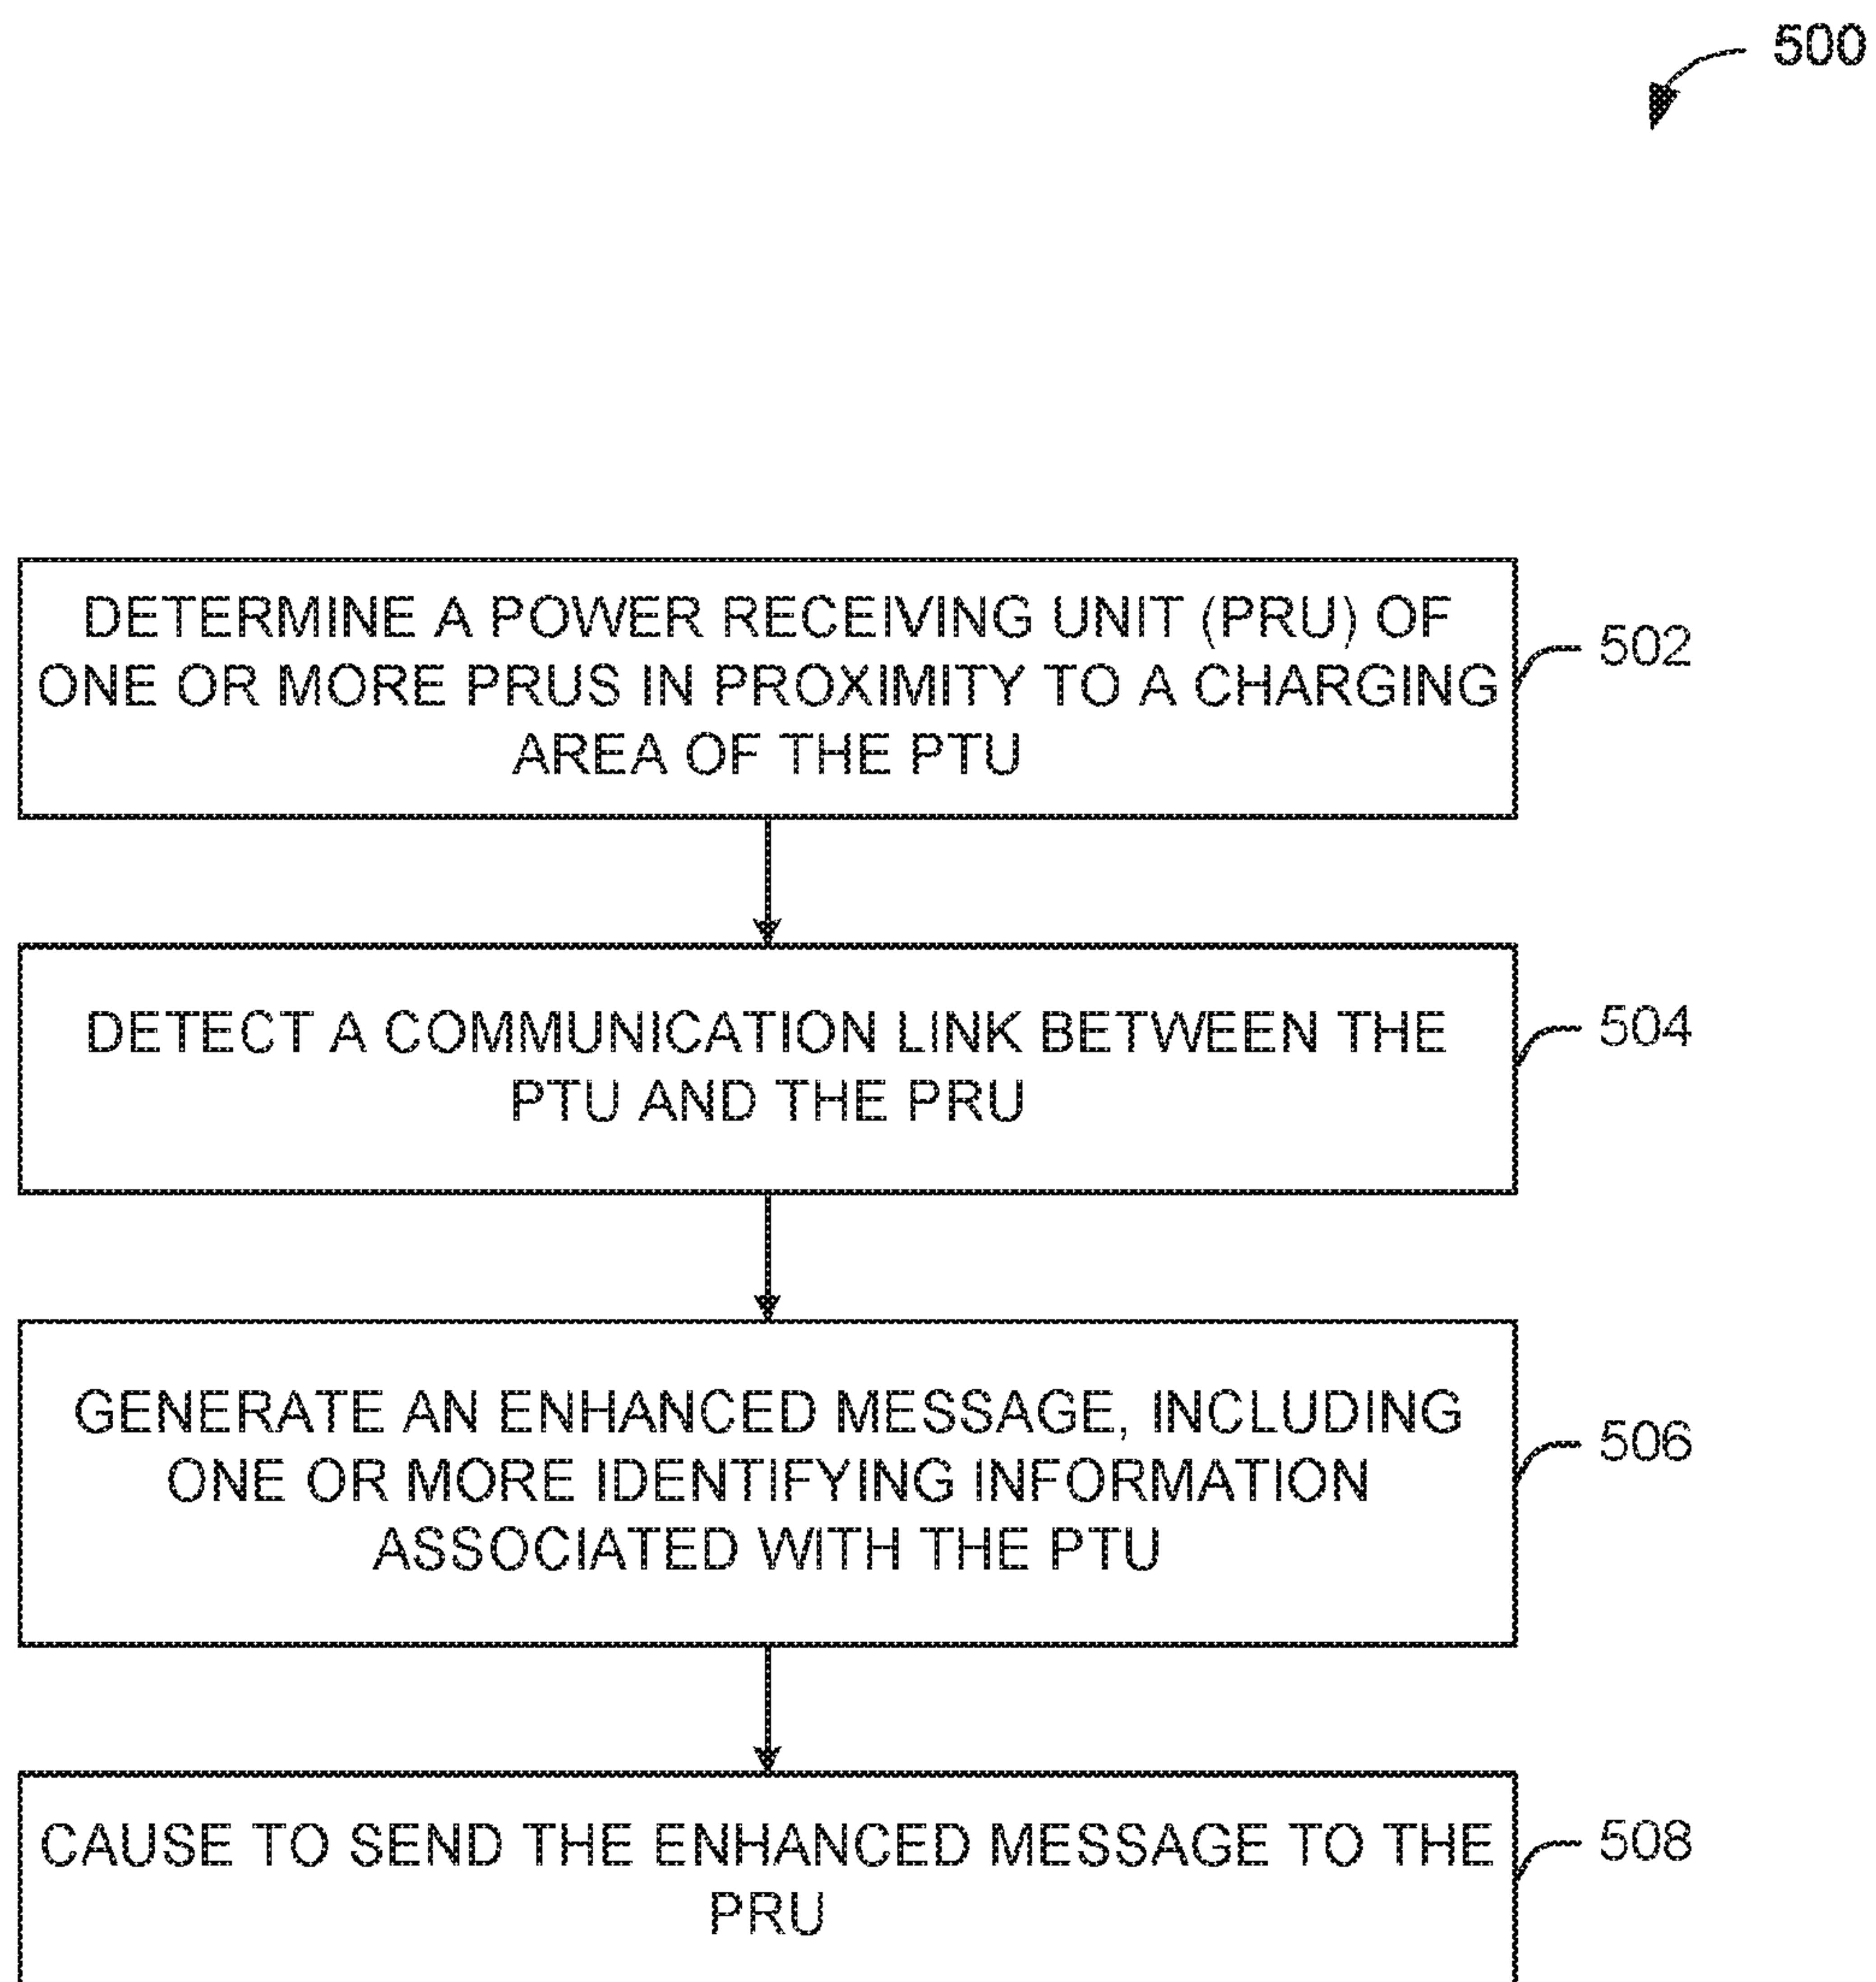 500
DETERMINE A POWER RECEIVING UNIT (PRU) OF
ONE OR MORE PRUS IN PROXIMITY TO A CHARGING
AREA OF THE PTU
502
DETECT A COMMUNICATION LINK BETWEEN THE
PTU AND THE PRU
504
GENERATE AN ENHANCED MESSAGE, INCLUDING
ONE OR MORE IDENTIFYING INFORMATION
ASSOCIATED WITH THE PTU
506
CAUSE TO SEND THE ENHANCED MESSAGE TO THE
PRU
508